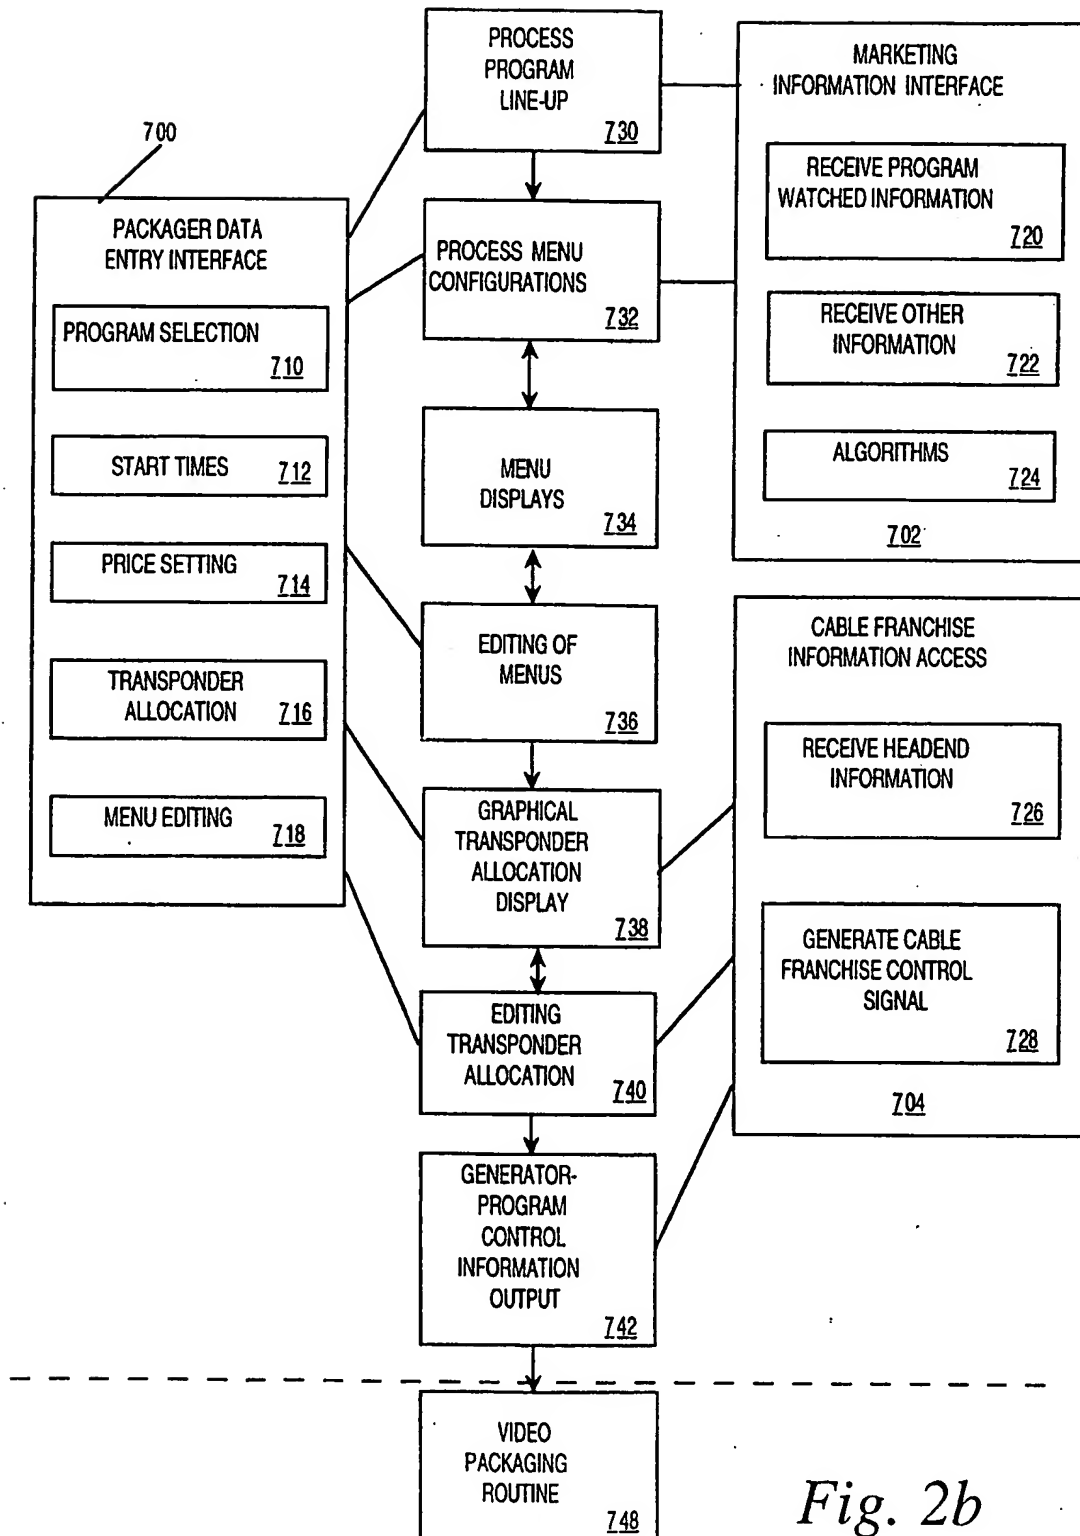 700
PACKAGER DATA
ENTRY INTERFACE
PROGRAM SELECTION
710
START TIMES 712
PRICE SETTING
714
TRANSPONDER
ALLOCATION 716
MENU EDITING
718
PROCESS
PROGRAM
LINE-UP
730
PROCESS MENU
CONFIGURATIONS
732
MENU
DISPLAYS
734
EDITING OF
MENUS
736
GRAPHICAL
TRANSPONDER
ALLOCATION
DISPLAY
738
EDITING
TRANSPONDER
ALLOCATION
740
GENERATOR-
PROGRAM
CONTROL
INFORMATION
OUTPUT
742
VIDEO
PACKAGING
ROUTINE
748
MARKETING
INFORMATION INTERFACE
RECEIVE PROGRAM
WATCHED INFORMATION
720
RECEIVE OTHER
INFORMATION
722
ALGORITHMS
724
702
CABLE FRANCHISE
INFORMATION ACCESS
RECEIVE HEADEND
INFORMATION
726
GENERATE CABLE
FRANCHISE CONTROL
SIGNAL
728
704
Fig. 2b